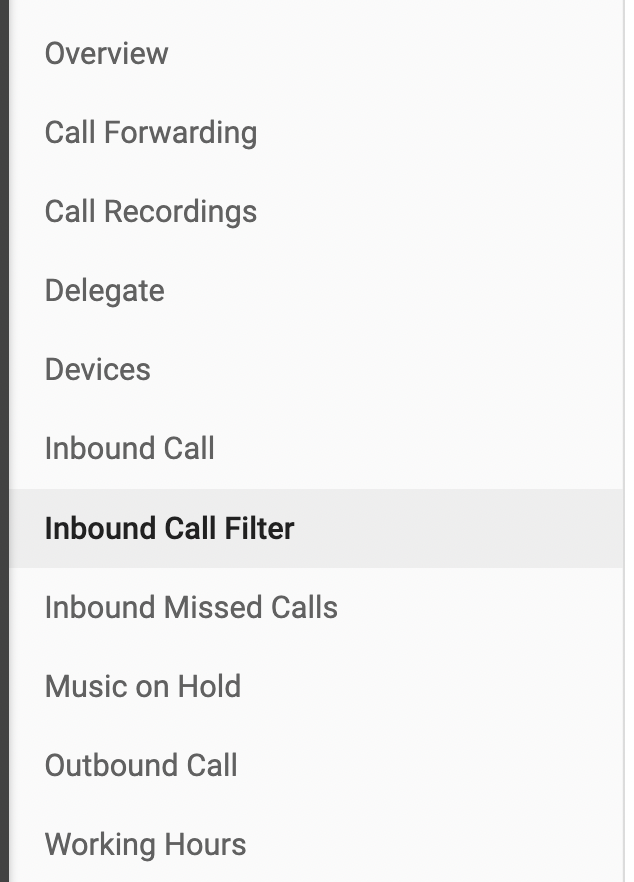 Overview
Call Forwarding
Call Recordings
Delegate
Devices
Inbound Call
Inbound Call Filter
Inbound Missed Calls
Music on Hold
Outbound Call
Working Hours